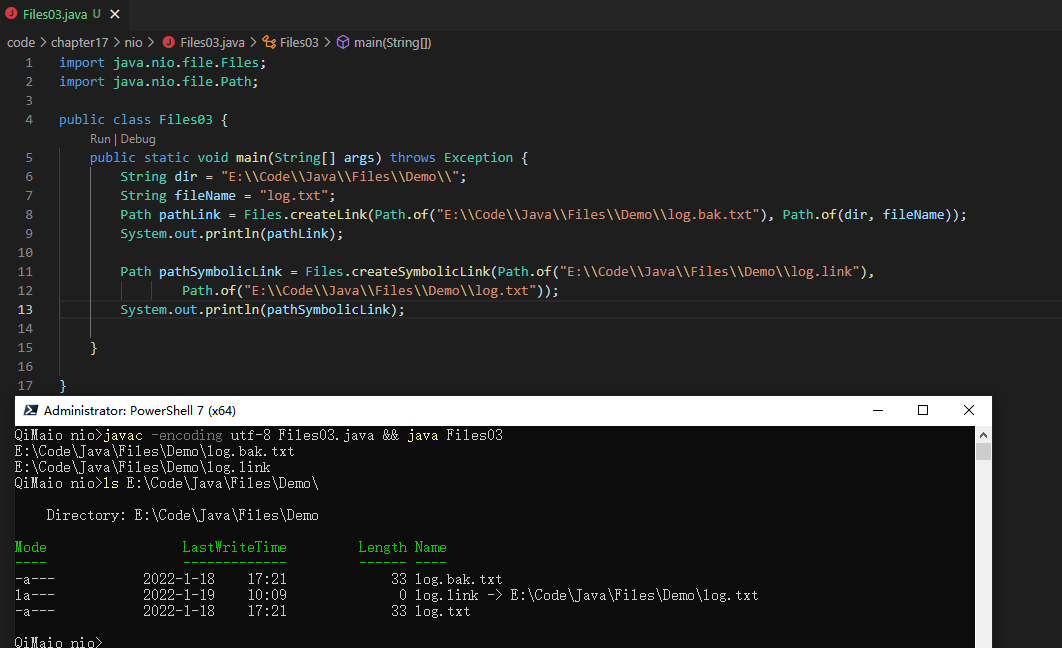 Files03.java U
code > chapter17 > nio > Files03.java > Files03 > main(String[])
1 import java.nio.file.Files;
2 import java.nio.file.Path;
3
4 public class Files03 {
Run | Debug
5 public static void main(String[] args) throws Exception {
6 String dir = "E:\\Code\\Java\\Files\\Demo\\";
7 String fileName = "log.txt";
8 Path pathLink = Files.createLink(Path.of("E:\\Code\\Java\\Files\\Demo\\log.bak.txt"), Path.of(dir, fileName));
9 System.out.println(pathLink);
10
11 Path pathSymbolicLink = Files.createSymbolicLink(Path.of("E:\\Code\\Java\\Files\\Demo\\log.link"),
12 Path.of("E:\\Code\\Java\\Files\\Demo\\log.txt"));
13 System.out.println(pathSymbolicLink);
14
15 }
16
17 }
Administrator: PowerShell 7 (x64)
QiMaio nio>javac -encoding utf-8 Files03.java && java Files03
E:\Code\Java\Files\Demo\log.bak.txt
E:\Code\Java\Files\Demo\log.link
QiMaio nio>ls E:\Code\Java\Files\Demo\
Directory: E:\Code\Java\Files\Demo
Mode LastWriteTime Length Name
---- ------------- ------ ----
-a--- 2022-1-18 17:21 33 log.bak.txt
la--- 2022-1-19 10:09 0 log.link -> E:\Code\Java\Files\Demo\log.txt
-a--- 2022-1-18 17:21 33 log.txt
QiMaio nio>